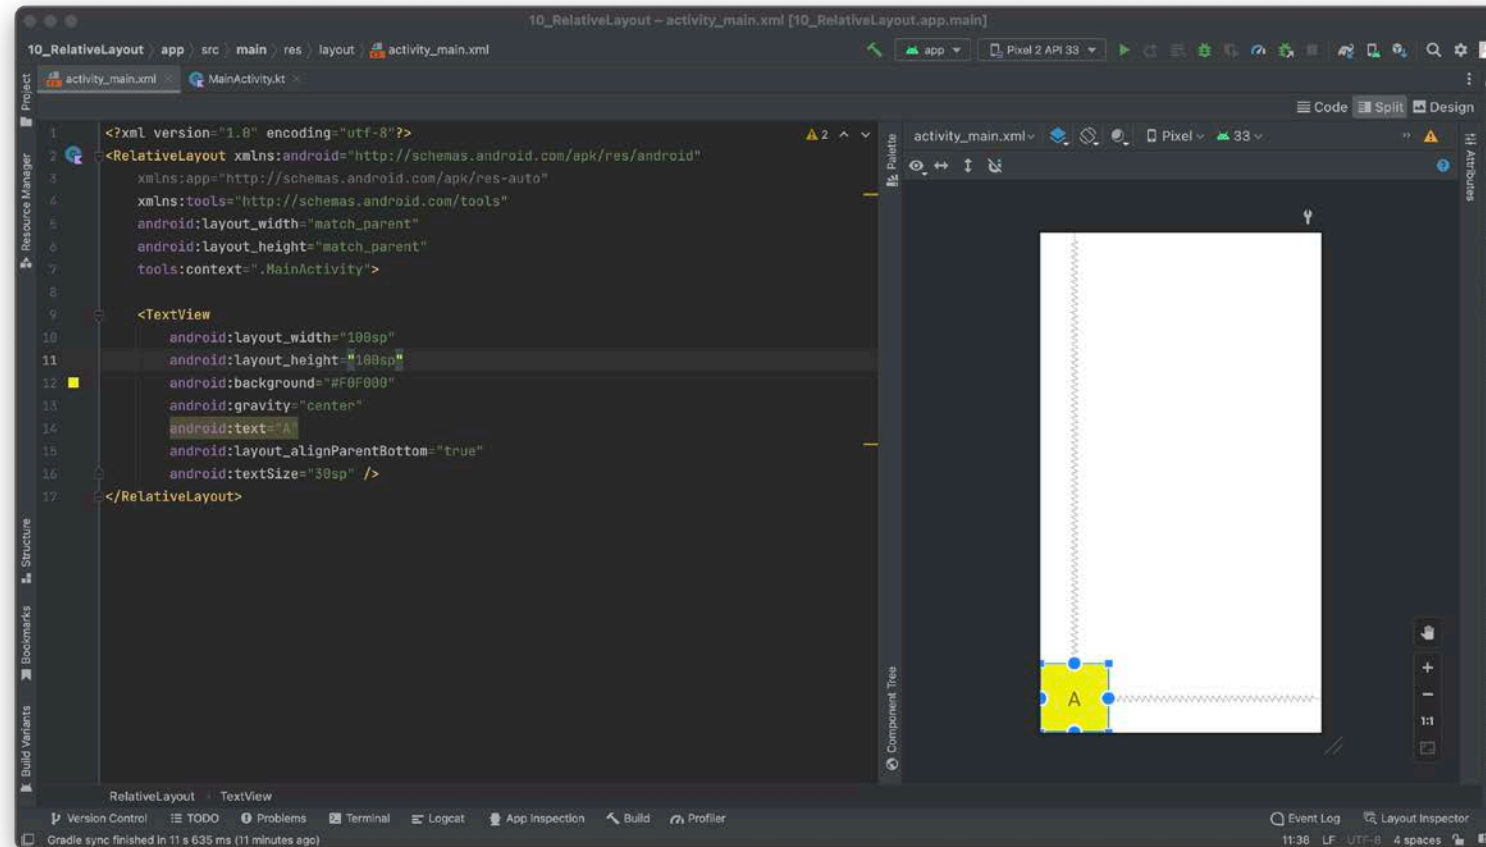 10_RelativeLayout – activity_main.xml [10_RelativeLayout.app.main]
10_RelativeLayout app src main res layout activity_main.xml
app Pixel 2 API 33
activity_main.xml MainActivity.kt
Code Split Design
Project
Resource Manager
Structure
Bookmarks
Build Variants
1 <?xml version="1.0" encoding="utf-8"?>
2 <RelativeLayout xmlns:android="http://schemas.android.com/apk/res/android"
3 xmlns:app="http://schemas.android.com/apk/res-auto"
4 xmlns:tools="http://schemas.android.com/tools"
5 android:layout_width="match_parent"
6 android:layout_height="match_parent"
7 tools:context=".MainActivity">
8
9 <TextView
10 android:layout_width="100sp"
11 android:layout_height="100sp"
12 android:background="#F0F000"
13 android:gravity="center"
14 android:text="A"
15 android:layout_alignParentBottom="true"
16 android:textSize="30sp" />
17 </RelativeLayout>
2
Palette
Component Tree
activity_main.xml Pixel 33
Attributes
A
1:1
RelativeLayout TextView
Version Control TODO Problems Terminal Logcat App Inspection Build Profiler Event Log Layout Inspector
Gradle sync finished in 11 s 635 ms (11 minutes ago) 11:38 LF UTF-8 4 spaces